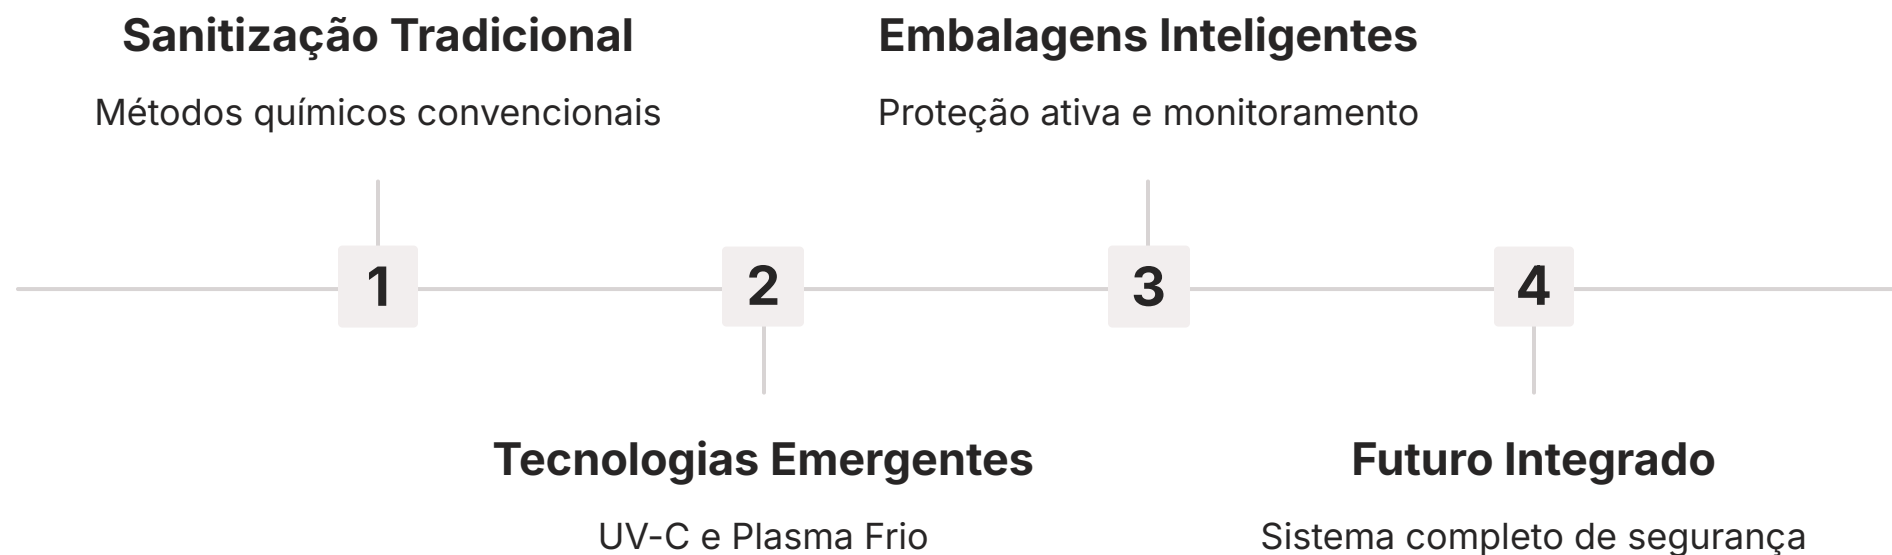 Sanitização Tradicional
Métodos químicos convencionais
Embalagens Inteligentes
Proteção ativa e monitoramento
1
2
3
4
Tecnologias Emergentes
UV-C e Plasma Frio
Futuro Integrado
Sistema completo de segurança